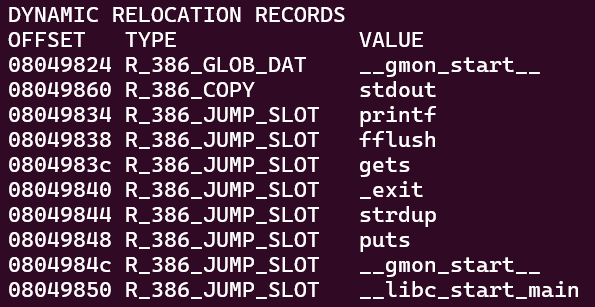 DYNAMIC RELOCATION RECORDS
OFFSET   TYPE              VALUE
08049824 R_386_GLOB_DAT    __gmon_start__
08049860 R_386_COPY        stdout
08049834 R_386_JUMP_SLOT   printf
08049838 R_386_JUMP_SLOT   fflush
0804983c R_386_JUMP_SLOT   gets
08049840 R_386_JUMP_SLOT   _exit
08049844 R_386_JUMP_SLOT   strdup
08049848 R_386_JUMP_SLOT   puts
0804984c R_386_JUMP_SLOT   __gmon_start__
08049850 R_386_JUMP_SLOT   __libc_start_main